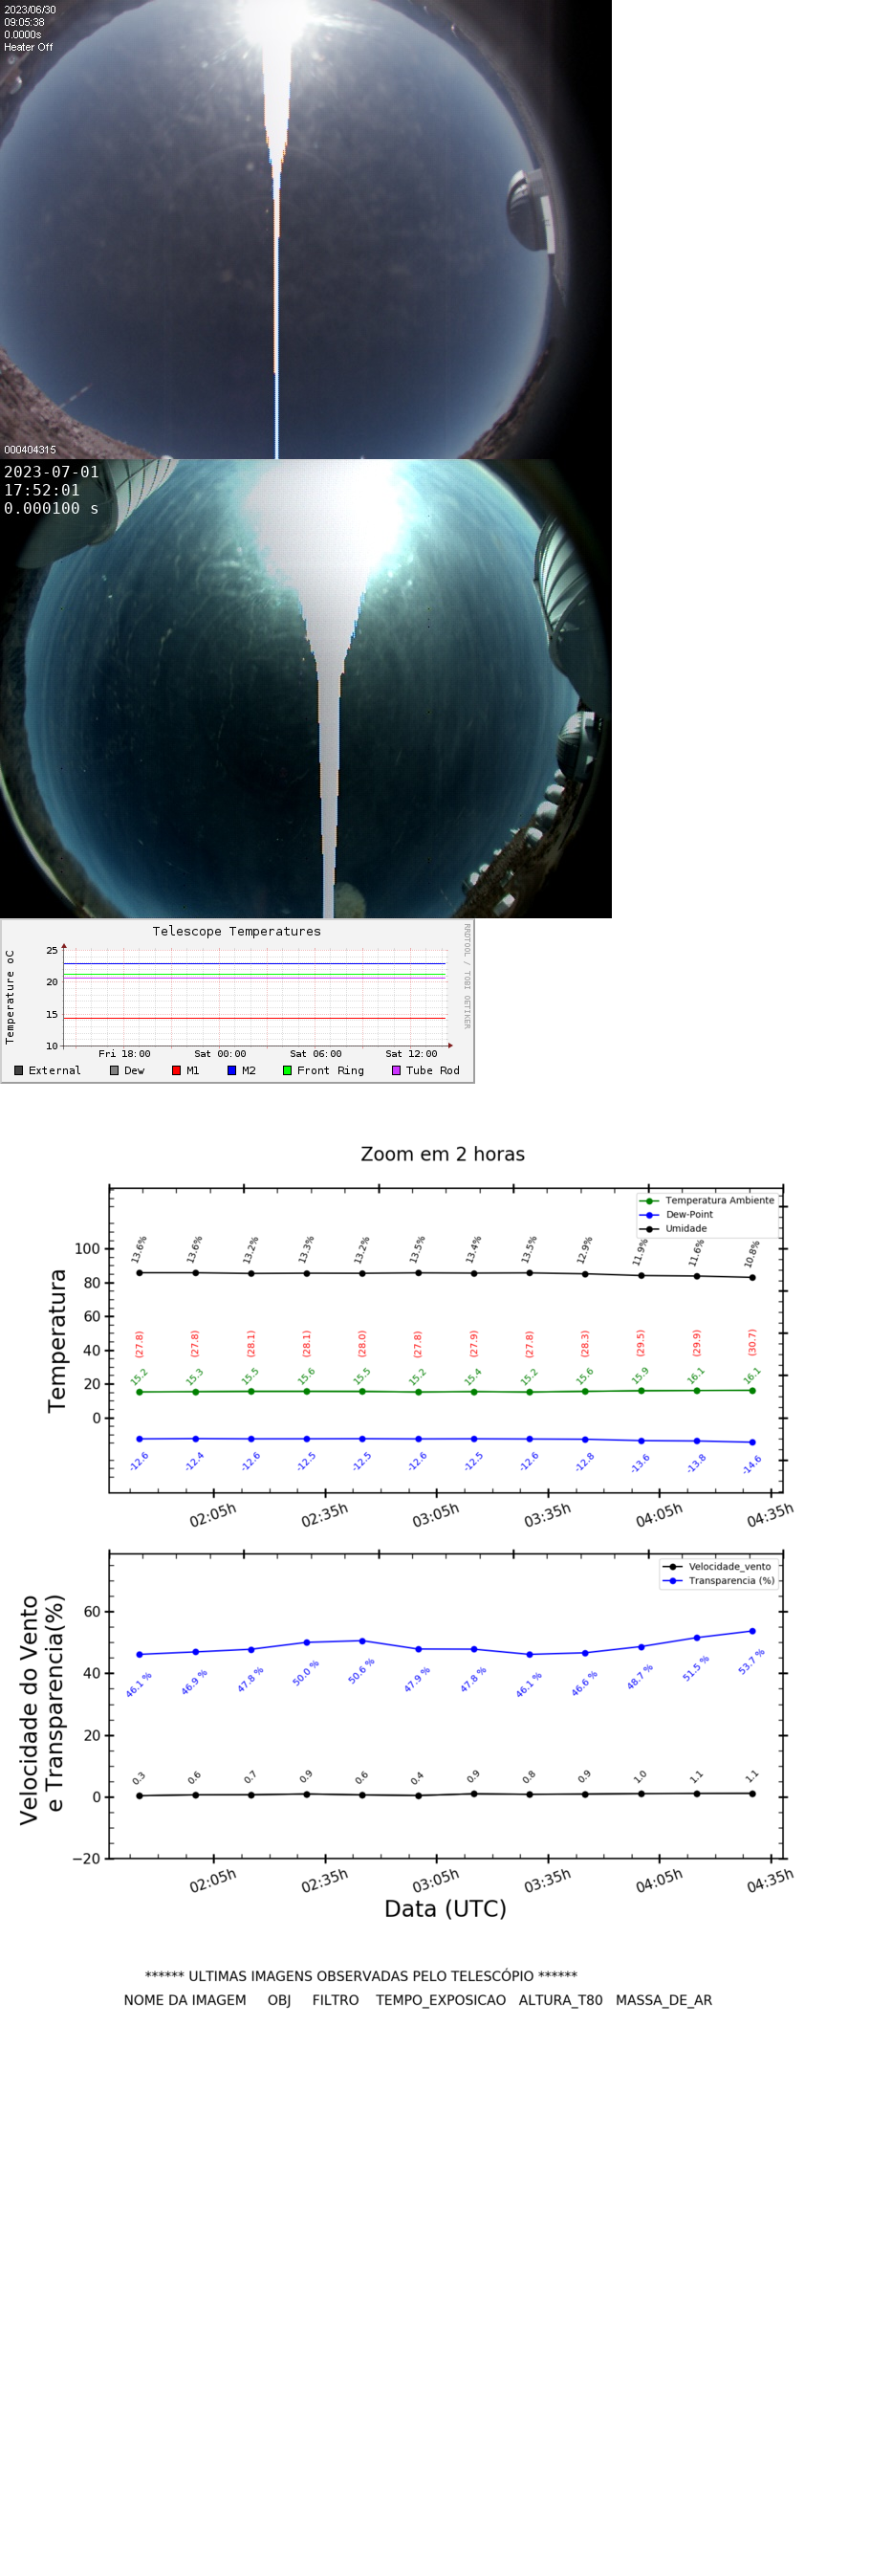 2023/06/30
09:05:38
0.0000s
Heater Off
000404315
2023-07-01
17:52:01
0.000100 s
Telescope Temperatures
RRDTOOL / TOBI OETIKER
Temperature oC
25
20
15
10
Fri 18:00 Sat 00:00 Sat 06:00 Sat 12:00
External Dew M1 M2 Front Ring Tube Rod
Zoom em 2 horas
Temperatura Ambiente
Dew-Point
Umidade
Temperatura
100
80
60
40
20
0
13.6% 13.6% 13.2% 13.3% 13.2% 13.5% 13.4% 13.5% 12.9% 11.9% 11.6% 10.8%
(27.8) (27.8) (28.1) (28.1) (28.0) (27.8) (27.9) (27.8) (28.3) (29.5) (29.9) (30.7)
15.2 15.3 15.5 15.6 15.5 15.2 15.4 15.2 15.6 15.9 16.1 16.1
-12.6 -12.4 -12.6 -12.5 -12.5 -12.6 -12.5 -12.6 -12.8 -13.6 -13.8 -14.6
02:05h 02:35h 03:05h 03:35h 04:05h 04:35h
Velocidade_vento
Transparencia (%)
Velocidade do Vento
e Transparencia(%)
60
40
20
0
−20
46.1 % 46.9 % 47.8 % 50.0 % 50.6 % 47.9 % 47.8 % 46.1 % 46.6 % 48.7 % 51.5 % 53.7 %
0.3 0.6 0.7 0.9 0.6 0.4 0.9 0.8 0.9 1.0 1.1 1.1
02:05h 02:35h 03:05h 03:35h 04:05h 04:35h
Data (UTC)
****** ULTIMAS IMAGENS OBSERVADAS PELO TELESCÓPIO ******
NOME DA IMAGEM OBJ FILTRO TEMPO_EXPOSICAO ALTURA_T80 MASSA_DE_AR